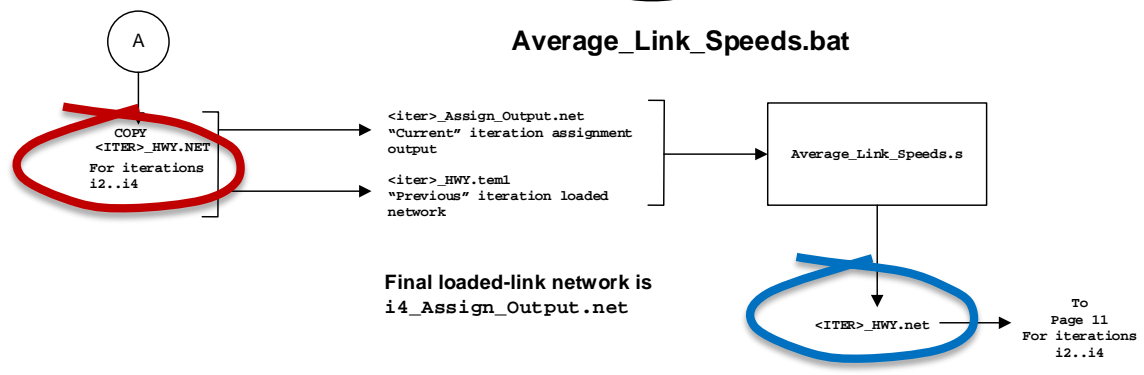 A
Average_Link_Speeds.bat
COPY
<ITER>_HWY.NET
For iterations
i2..i4
<iter>_Assign_Output.net
“Current” iteration assignment
output
<iter>_HWY.tem1
“Previous” iteration loaded
network
Average_Link_Speeds.s
Final loaded-link network is
i4_Assign_Output.net
<ITER>_HWY.net
To
Page 11
For iterations
i2..i4